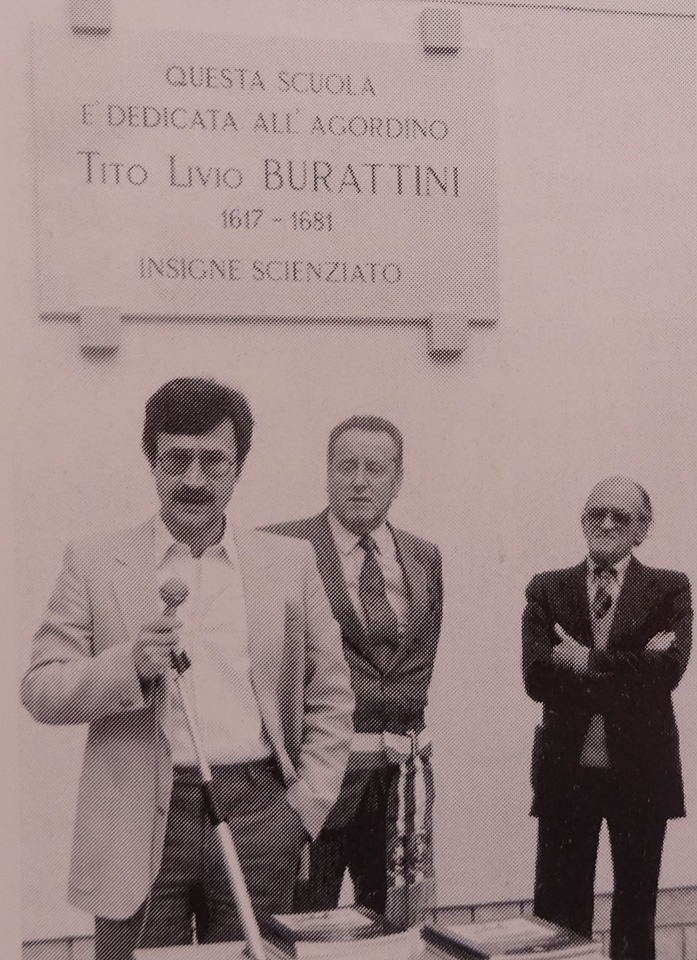 QUESTA SCUOLA
E' DEDICATA ALL' AGORDINO
TITO LIVIO BURATTINI
1617 - 1681
INSIGNE SCIENZIATO